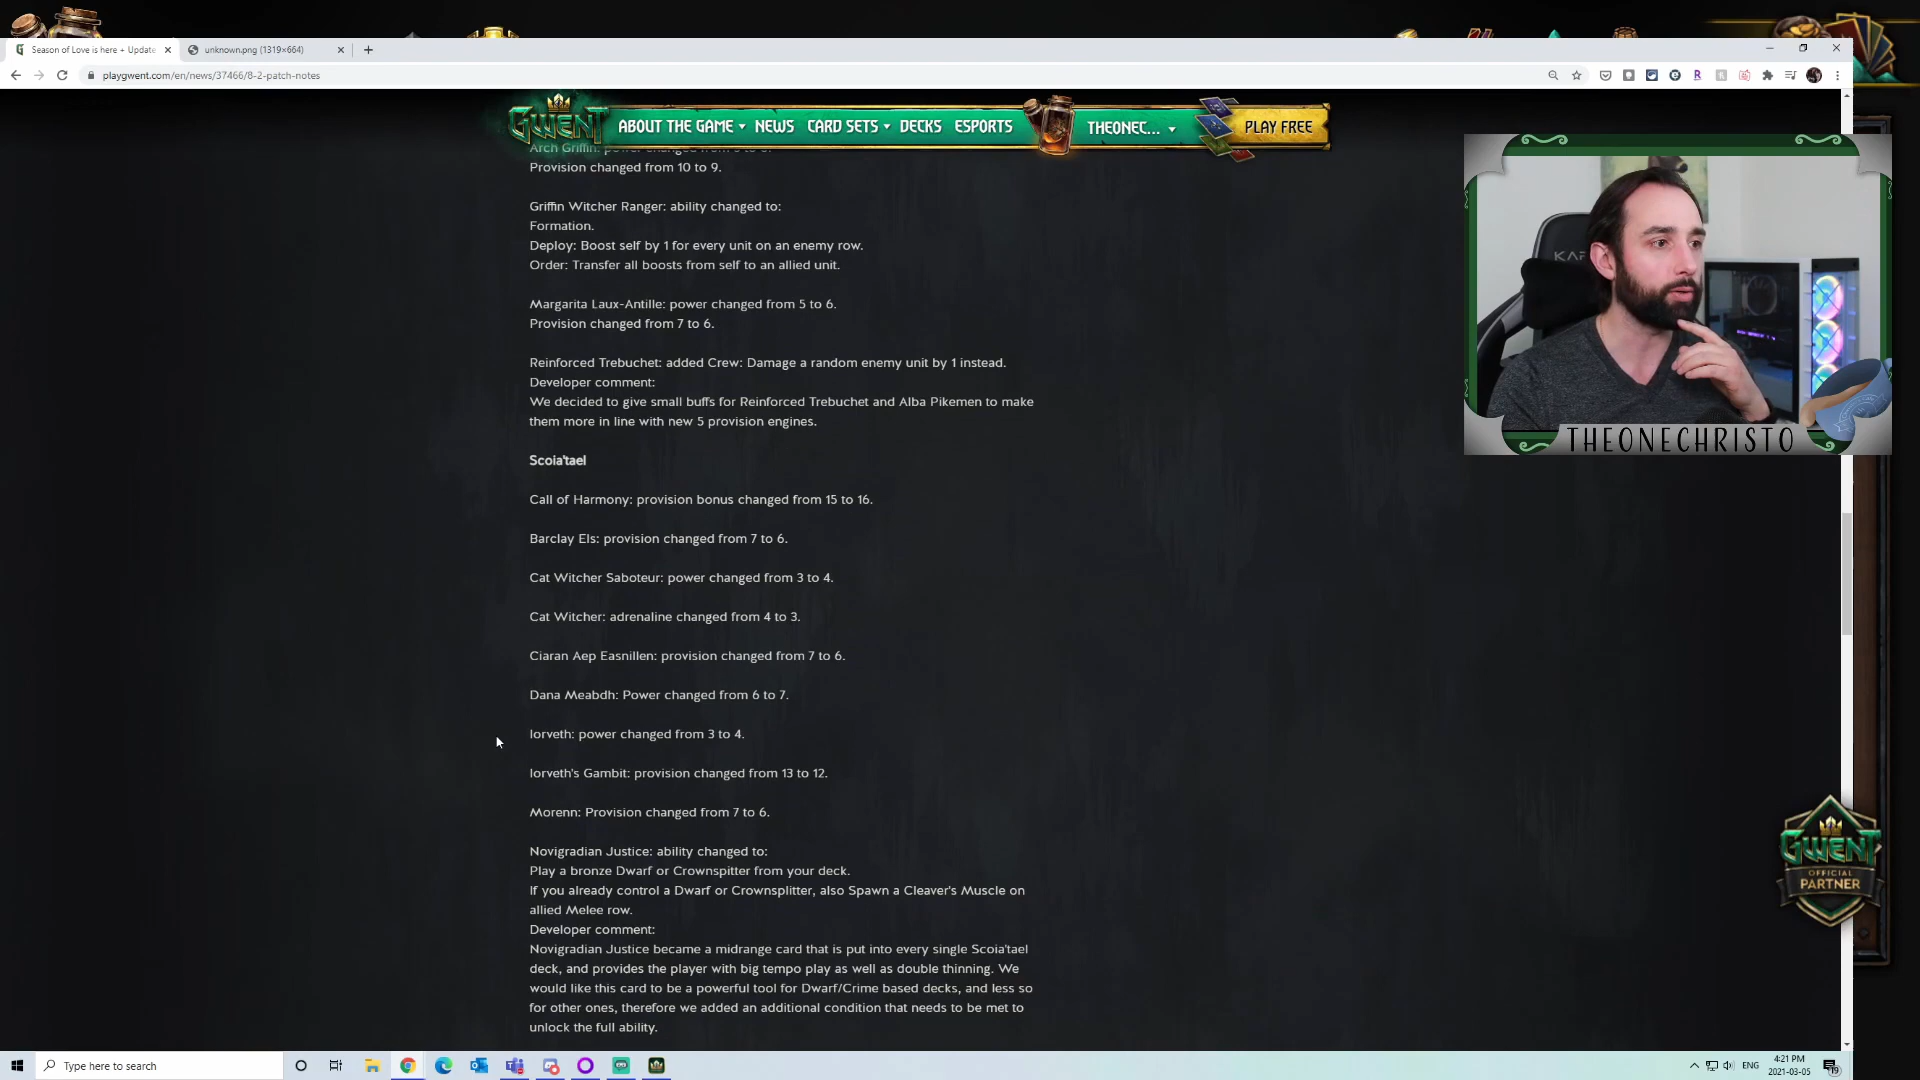 Season of Love is here + Update
unknown.png (1319×664)
playgwent.com/en/news/37466/8-2-patch-notes
GWENT
ABOUT THE GAME
NEWS
CARD SETS
DECKS
ESPORTS
THEONEC...
PLAY FREE
Arch Griffin: power changed from
Provision changed from 10 to 9.
Griffin Witcher Ranger: ability changed to:
Formation.
Deploy: Boost self by 1 for every unit on an enemy row.
Order: Transfer all boosts from self to an allied unit.
Margarita Laux-Antille: power changed from 5 to 6.
Provision changed from 7 to 6.
Reinforced Trebuchet: added Crew: Damage a random enemy unit by 1 instead.
Developer comment:
We decided to give small buffs for Reinforced Trebuchet and Alba Pikemen to make
them more in line with new 5 provision engines.
Scoia'tael
Call of Harmony: provision bonus changed from 15 to 16.
Barclay Els: provision changed from 7 to 6.
Cat Witcher Saboteur: power changed from 3 to 4.
Cat Witcher: adrenaline changed from 4 to 3.
Ciaran Aep Easnillen: provision changed from 7 to 6.
Dana Meabdh: Power changed from 6 to 7.
Iorveth: power changed from 3 to 4.
Iorveth's Gambit: provision changed from 13 to 12.
Morenn: Provision changed from 7 to 6.
Novigradian Justice: ability changed to:
Play a bronze Dwarf or Crownspitter from your deck.
If you already control a Dwarf or Crownsplitter, also Spawn a Cleaver's Muscle on
allied Melee row.
Developer comment:
Novigradian Justice became a midrange card that is put into every single Scoia'tael
deck, and provides the player with big tempo play as well as double thinning. We
would like this card to be a powerful tool for Dwarf/Crime based decks, and less so
for other ones, therefore we added an additional condition that needs to be met to
unlock the full ability.
THEONECHRISTO
GWENT
OFFICIAL
PARTNER
Type here to search
ENG
4:21 PM
2021-03-05
19